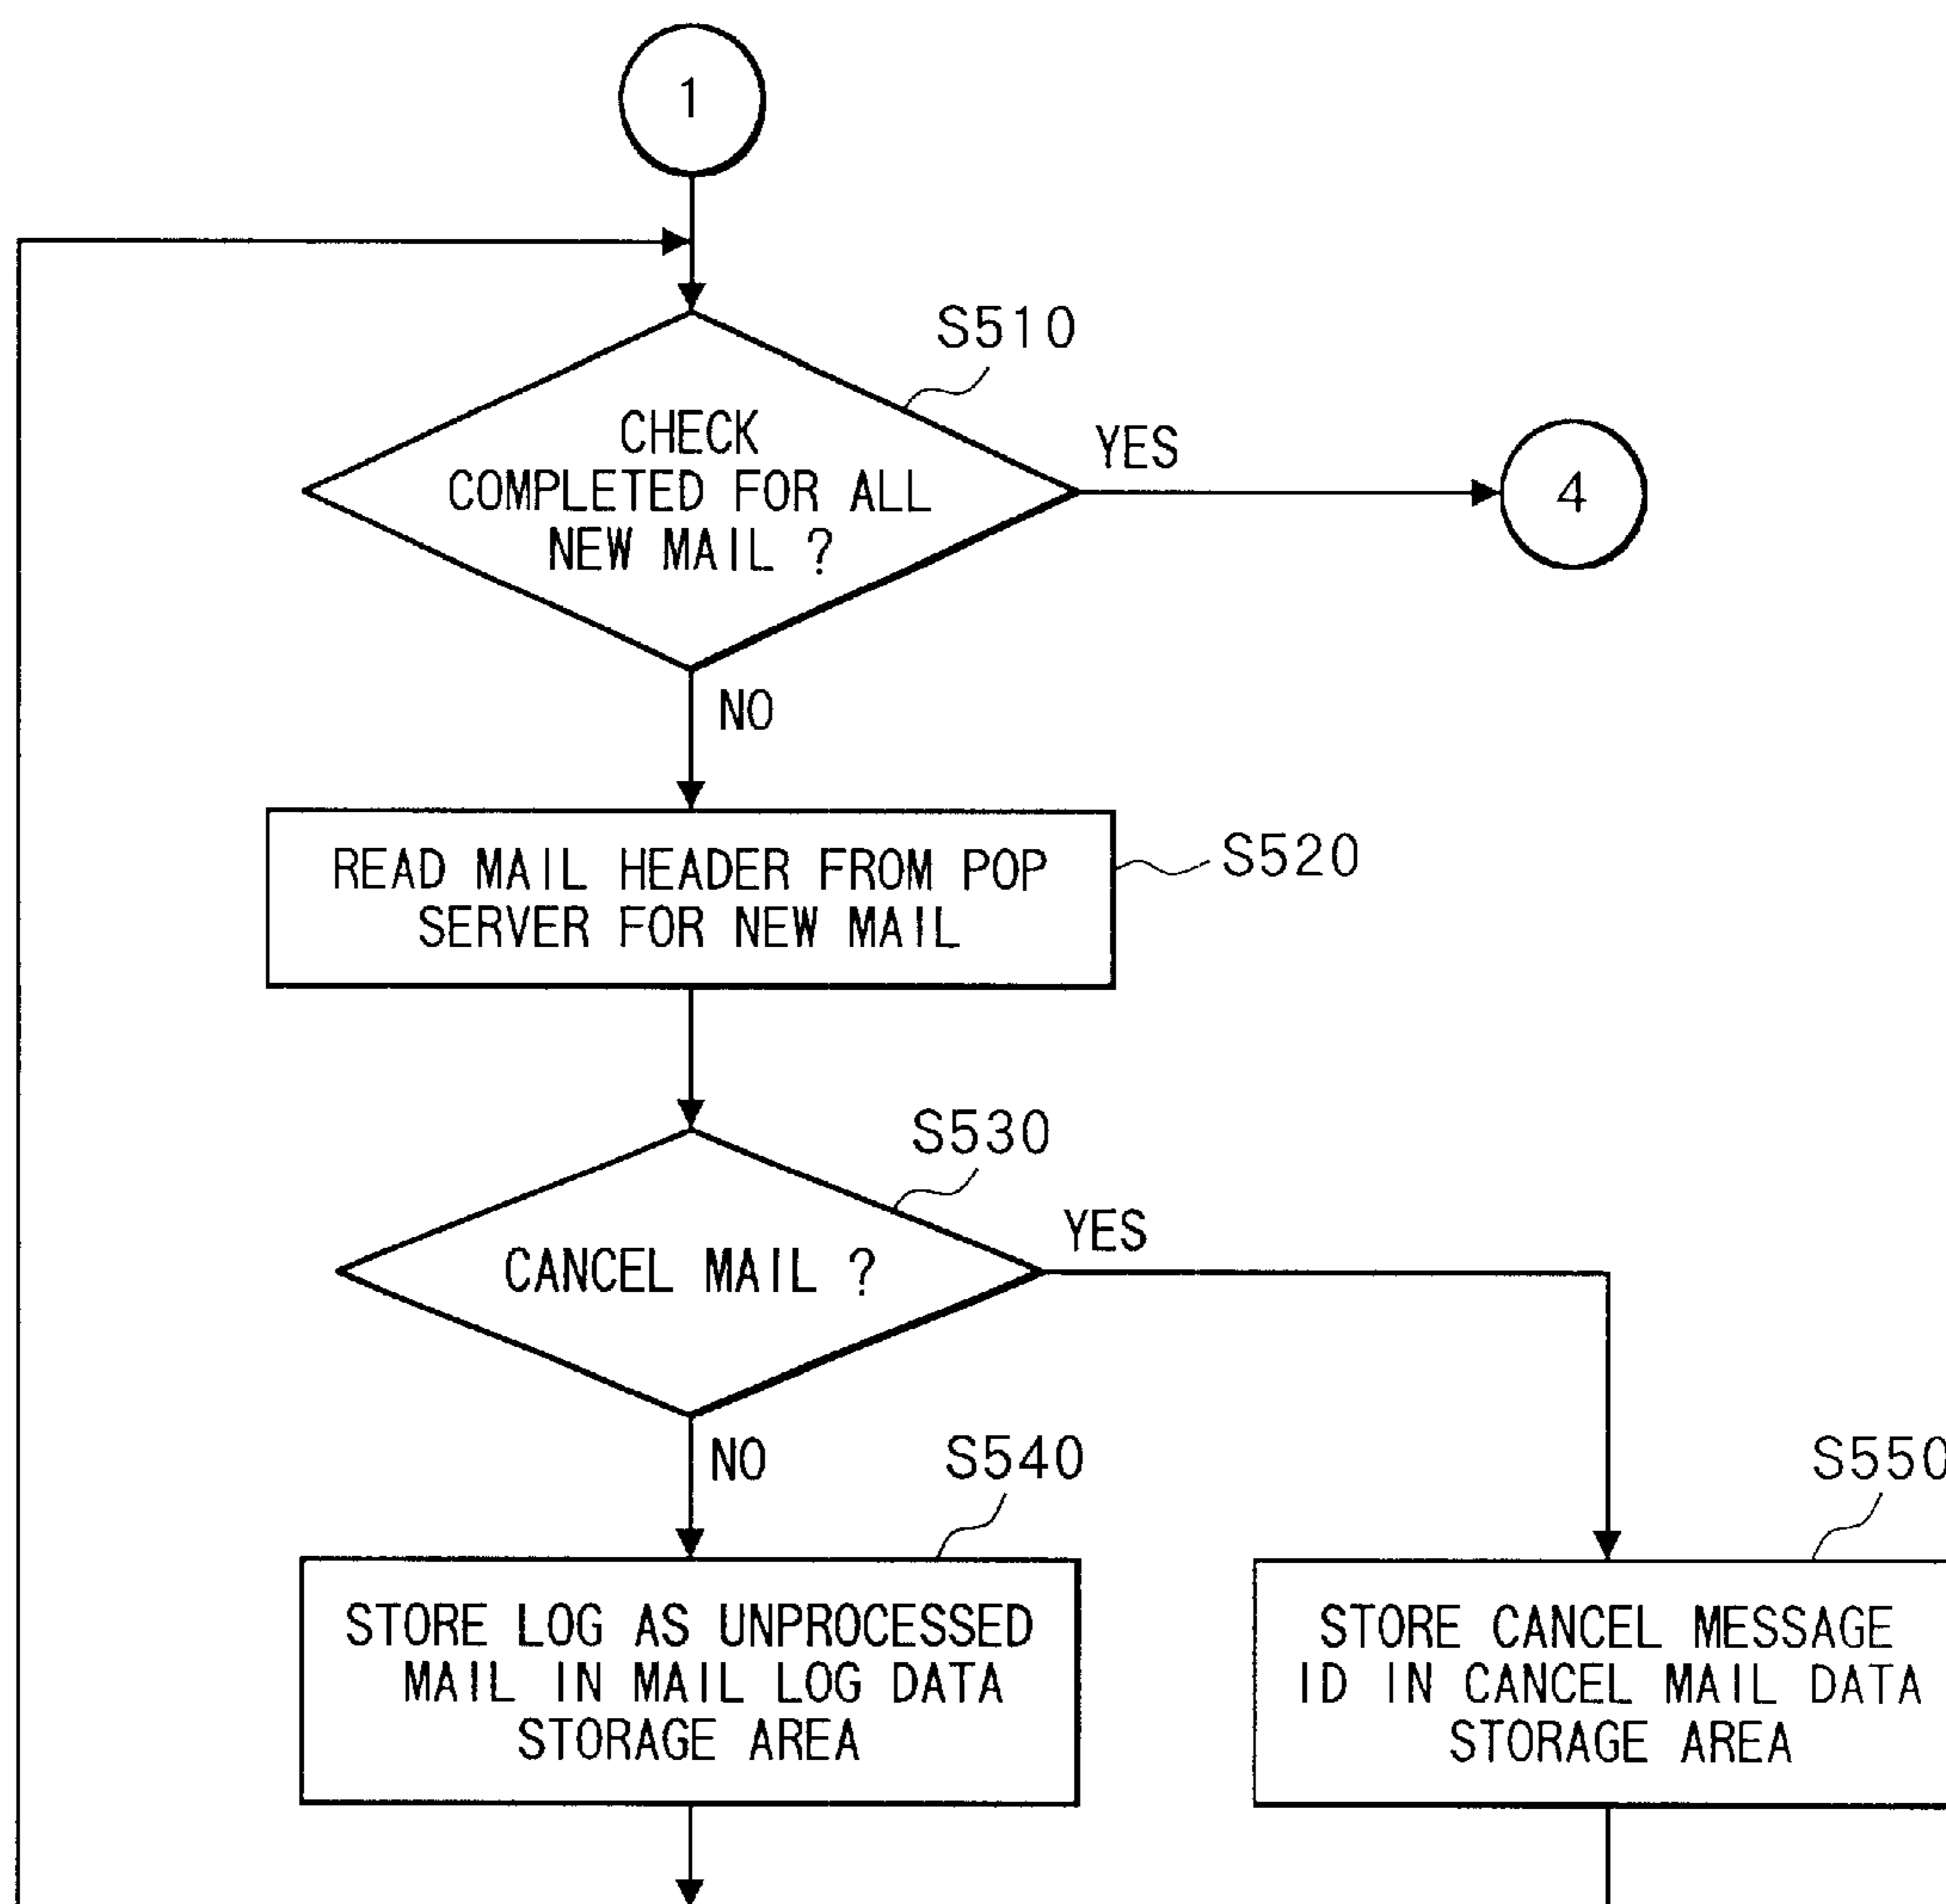 1
S510
CHECK
COMPLETED FOR ALL
NEW MAIL ?
YES
4
NO
READ MAIL HEADER FROM POP
SERVER FOR NEW MAIL
S520
S530
CANCEL MAIL ?
YES
NO
S540
STORE LOG AS UNPROCESSED
MAIL IN MAIL LOG DATA
STORAGE AREA
S550
STORE CANCEL MESSAGE
ID IN CANCEL MAIL DATA
STORAGE AREA